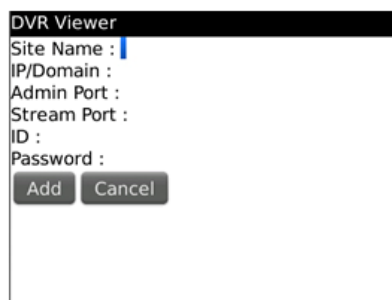 DVR Viewer
Site Name :
IP/Domain :
Admin Port :
Stream Port :
ID :
Password :
Add Cancel